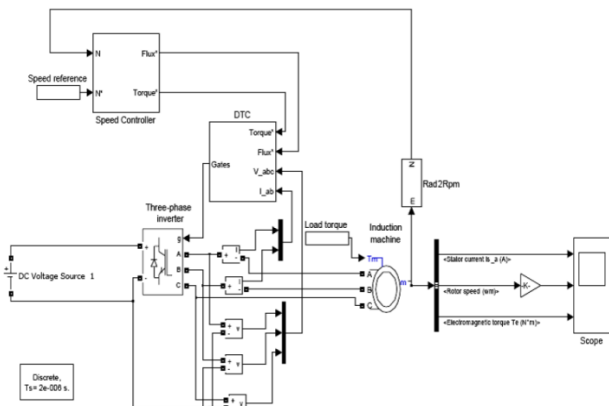 N
Flux*
Speed reference
N*
Torque*
Speed Controller
DTC
Torque*
Flux*
Gates
V_abc
I_ab
N
Rad2Rpm
E
Three-phase
inverter
Load torque
Induction
machine
g
A
B
C
+
-
Tm
A
B
C
m
DC Voltage Source 1
+
<Stator current is_a (A)>
<Rotor speed (wm)>
-K-
<Electromagnetic torque Te (N*m)>
Scope
+
-
i
+
-
i
+
-
v
+
-
v
+
-
v
Discrete,
Ts= 2e-006 s.